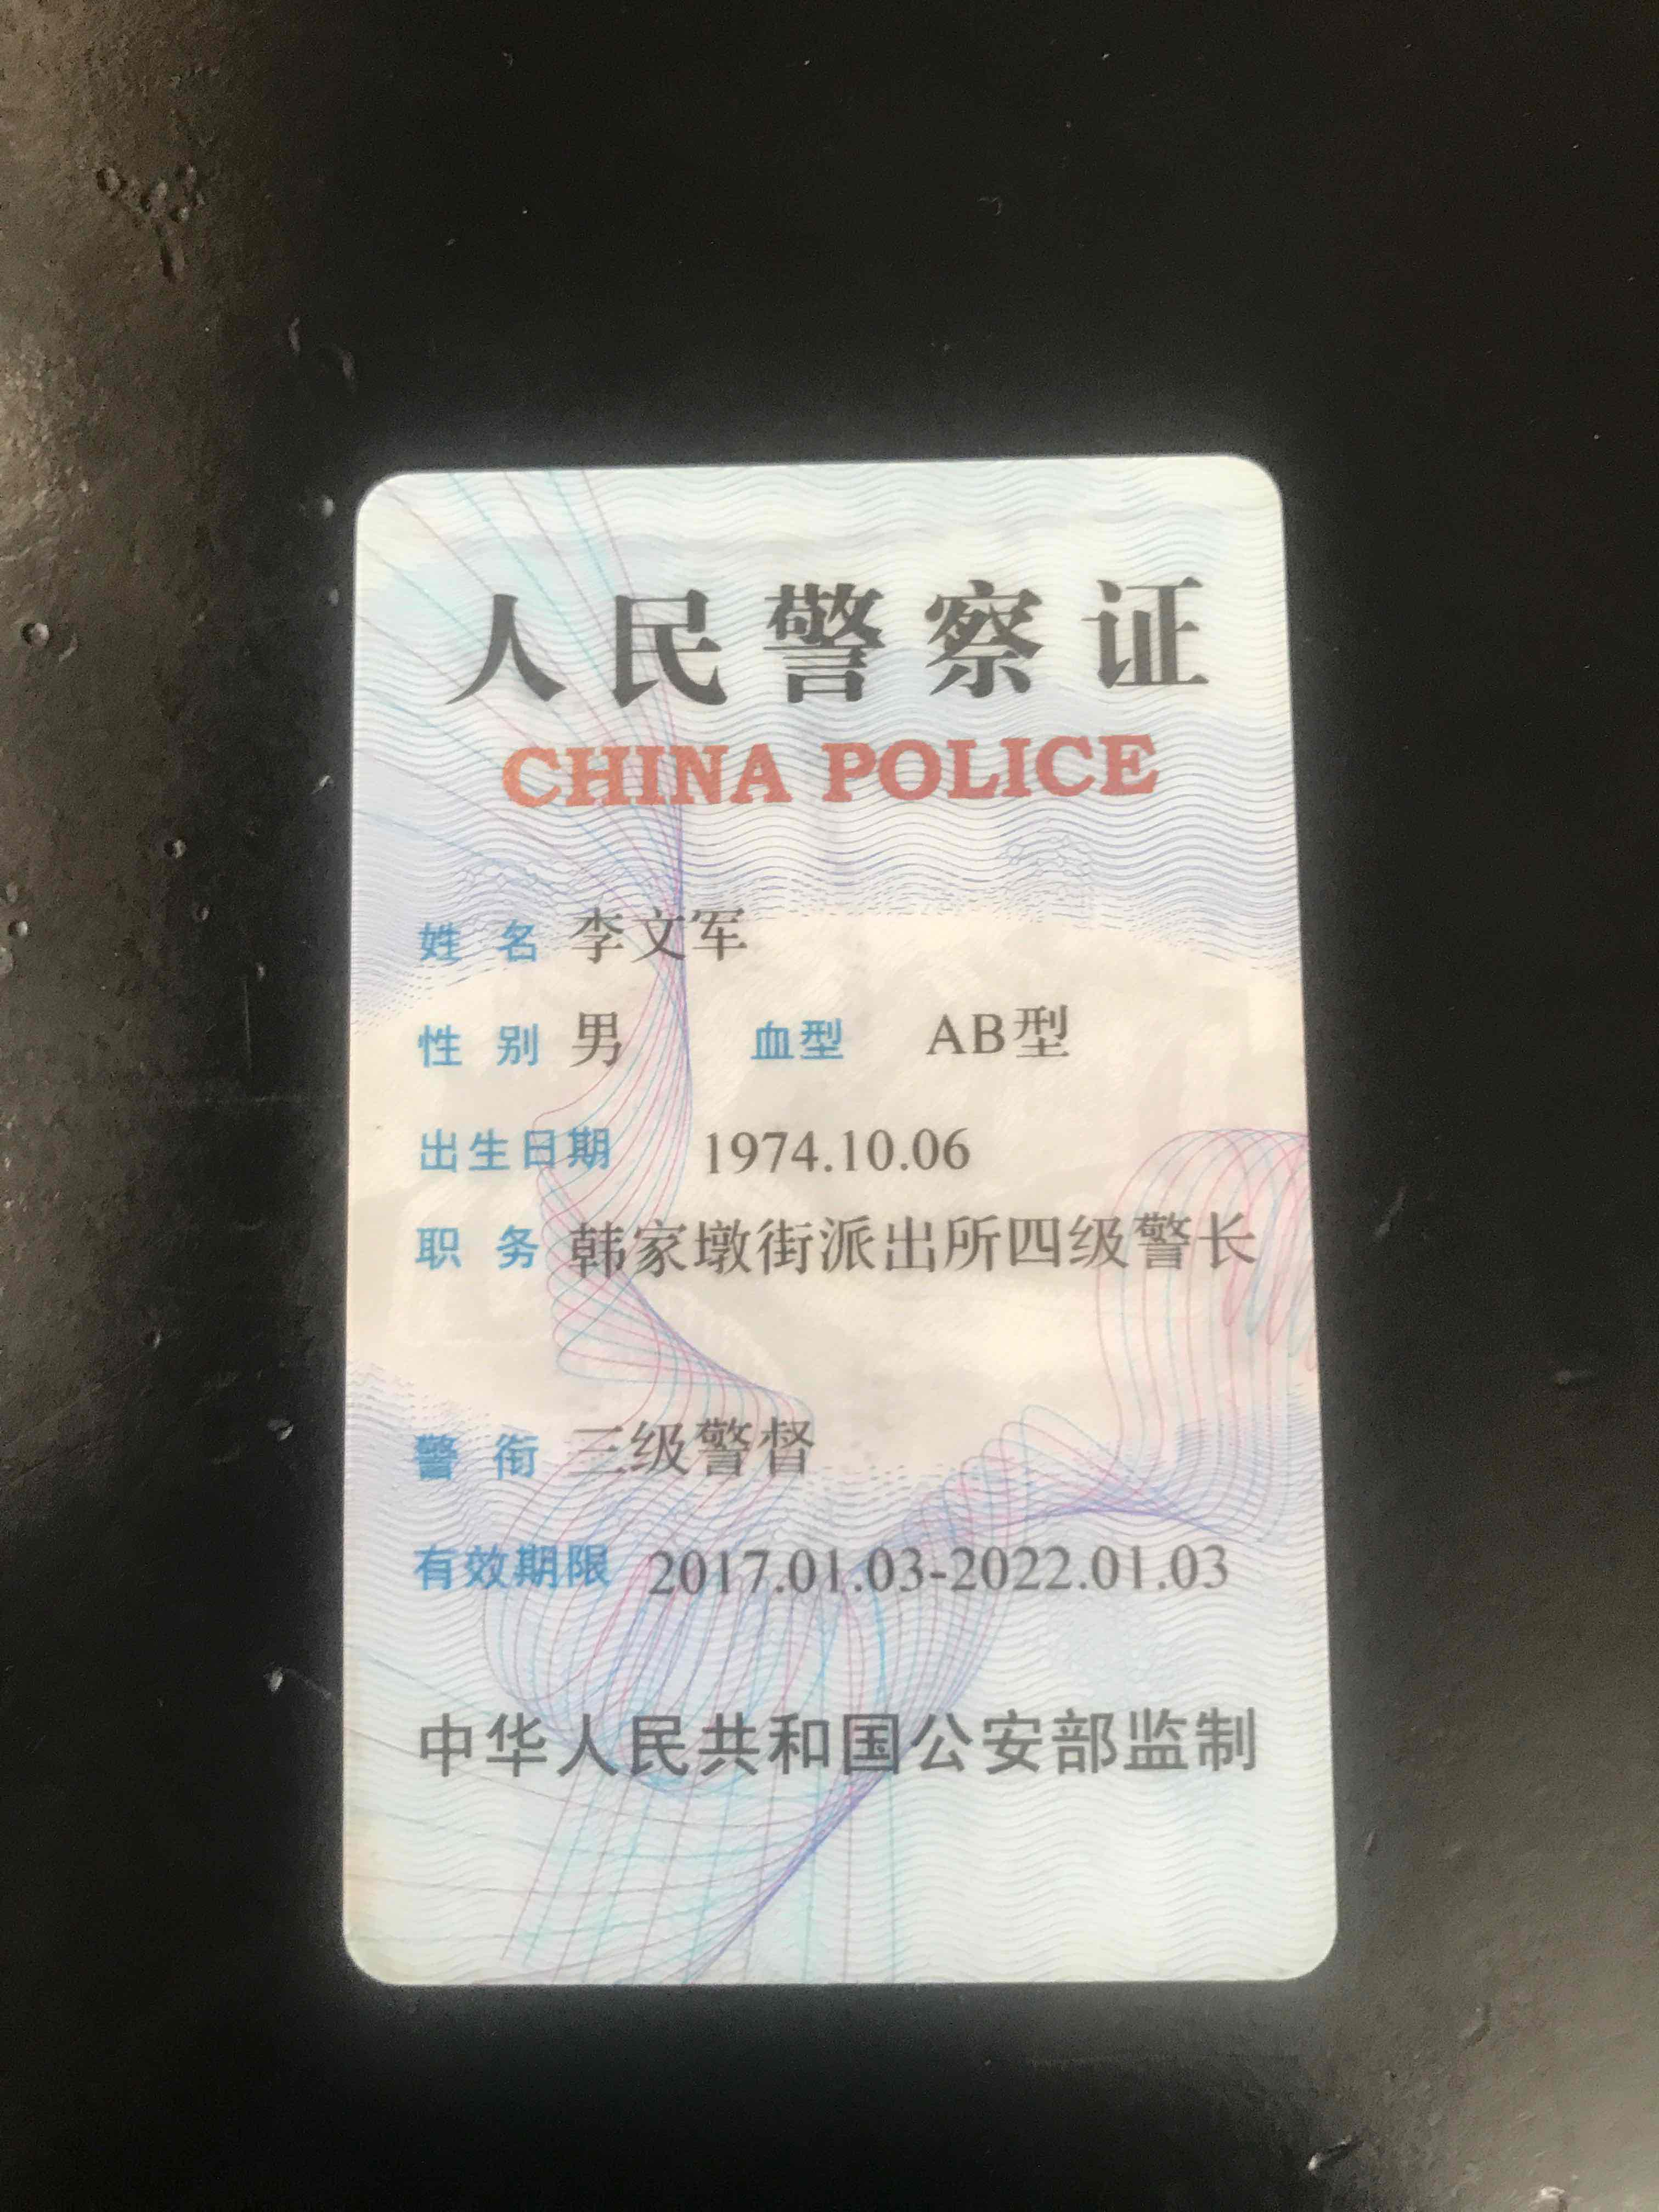 人民警察证
CHINA POLICE
姓 名 李文军
性 别 男 血型 AB型
出生日期 1974.10.06
职 务 韩家墩街派出所四级警长
警 衔 三级警督
有效期限 2017.01.03-2022.01.03
中华人民共和国公安部监制